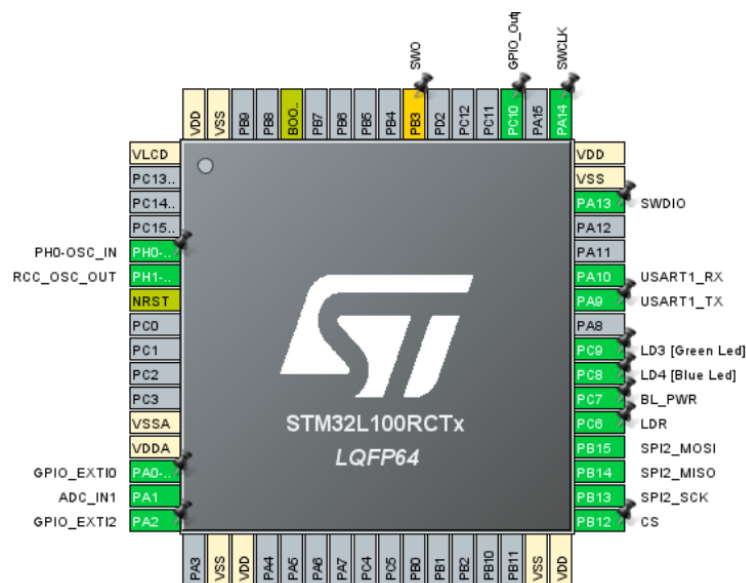 SWO
GPIO_Out
SWCLK
VDD
VSS
PB9
PB8
BOO..
PB7
PB6
PB5
PB4
PB3
PD2
PC12
PC11
PC10
PA15
PA14
VLCD
PC13..
PC14..
PC15..
PH0-OSC_IN PH0-..
RCC_OSC_OUT PH1-..
NRST
PC0
PC1
PC2
PC3
VSSA
VDDA
GPIO_EXTI0 PA0-..
ADC_IN1 PA1
GPIO_EXTI2 PA2
ST
STM32L100RCTx
LQFP64
VDD
VSS
PA13 SWDIO
PA12
PA11
PA10 USART1_RX
PA9 USART1_TX
PA8
PC9 LD3 [Green Led]
PC8 LD4 [Blue Led]
PC7 BL_PWR
PC6 LDR
PB15 SPI2_MOSI
PB14 SPI2_MISO
PB13 SPI2_SCK
PB12 CS
PA3
VSS
VDD
PA4
PA5
PA6
PA7
PC4
PC5
PB0
PB1
PB2
PB10
PB11
VSS
VDD